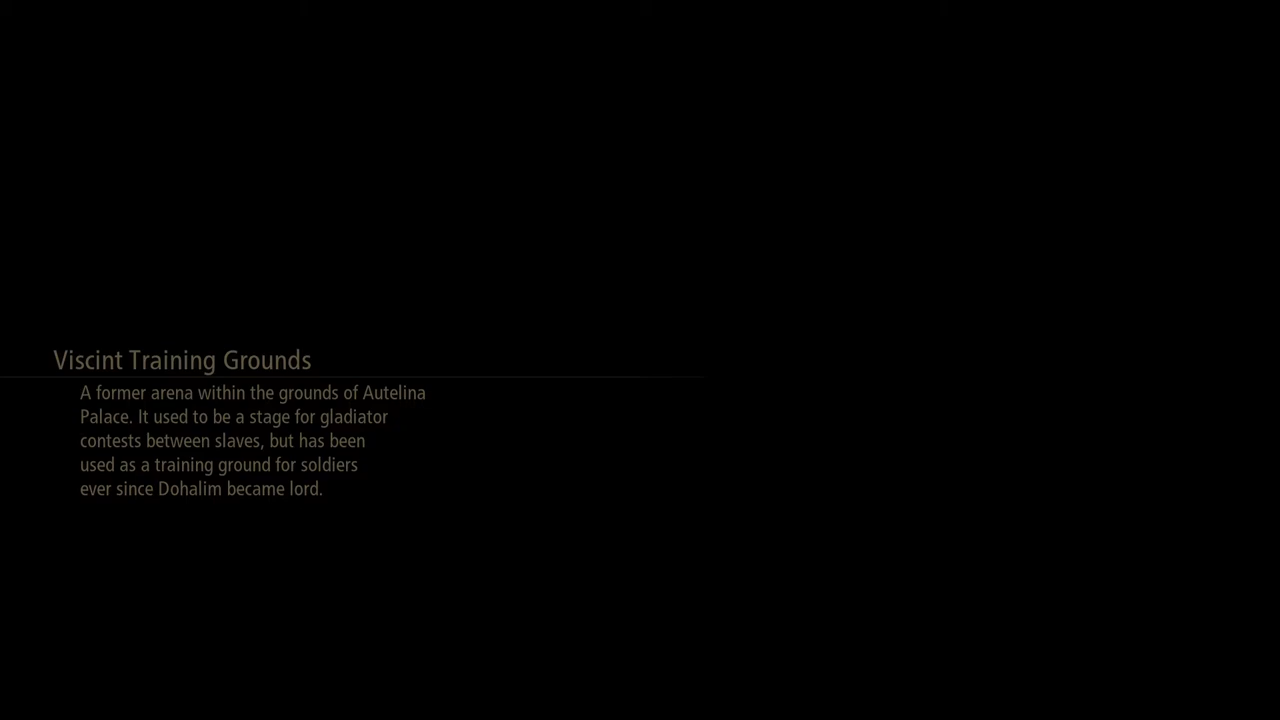 Viscint Training Grounds
A former arena within the grounds of Autelina
Palace. It used to be a stage for gladiator
contests between slaves, but has been
used as a training ground for soldiers
ever since Dohalim became lord.